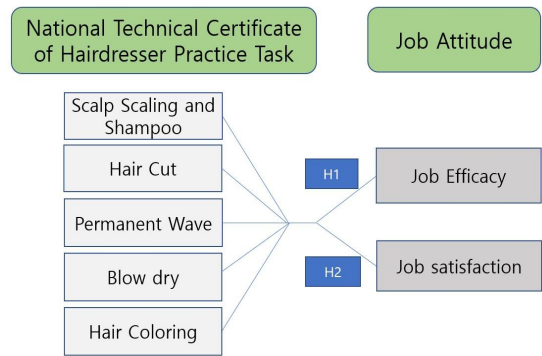 National Technical Certificate
of Hairdresser Practice Task
Job Attitude
Scalp Scaling and
Shampoo
Hair Cut
Permanent Wave
Blow dry
Hair Coloring
H1
H2
Job Efficacy
Job satisfaction